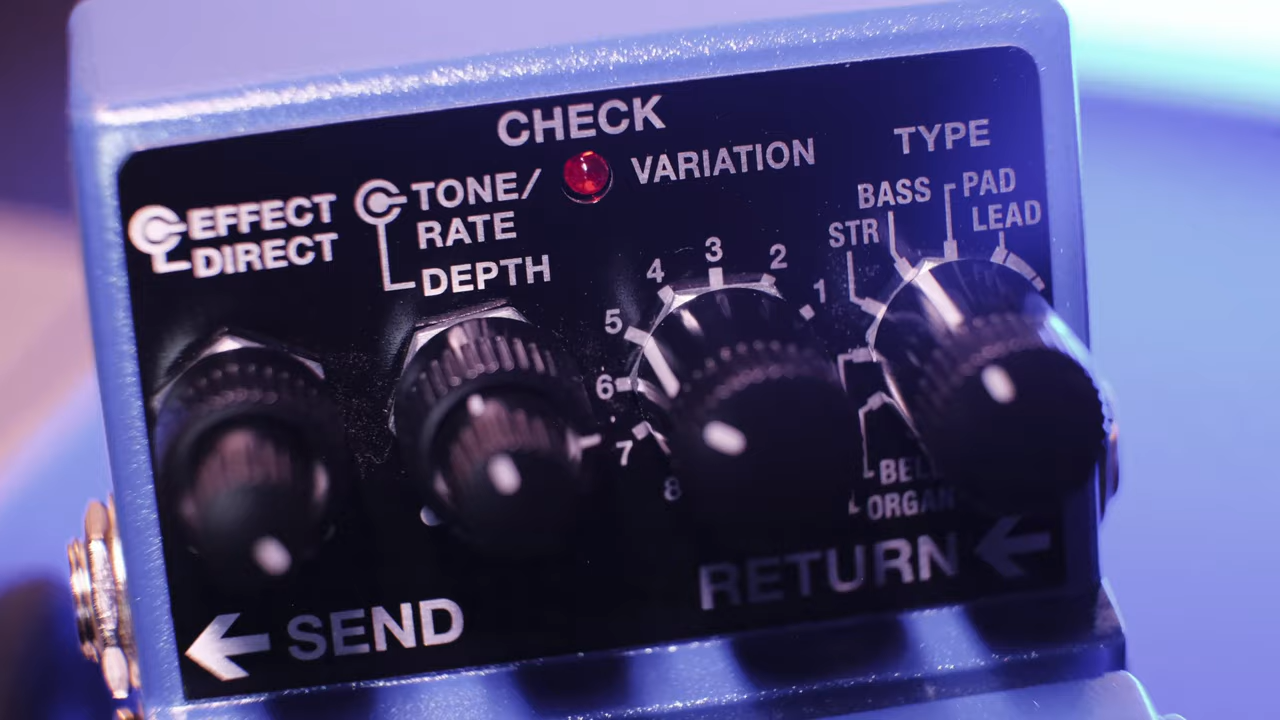 CHECK
EFFECT
DIRECT
TONE/
RATE
DEPTH
VARIATION
1
2
3
4
5
6
7
8
TYPE
STR
BASS
PAD
LEAD
ORGAN
← SEND
RETURN ←